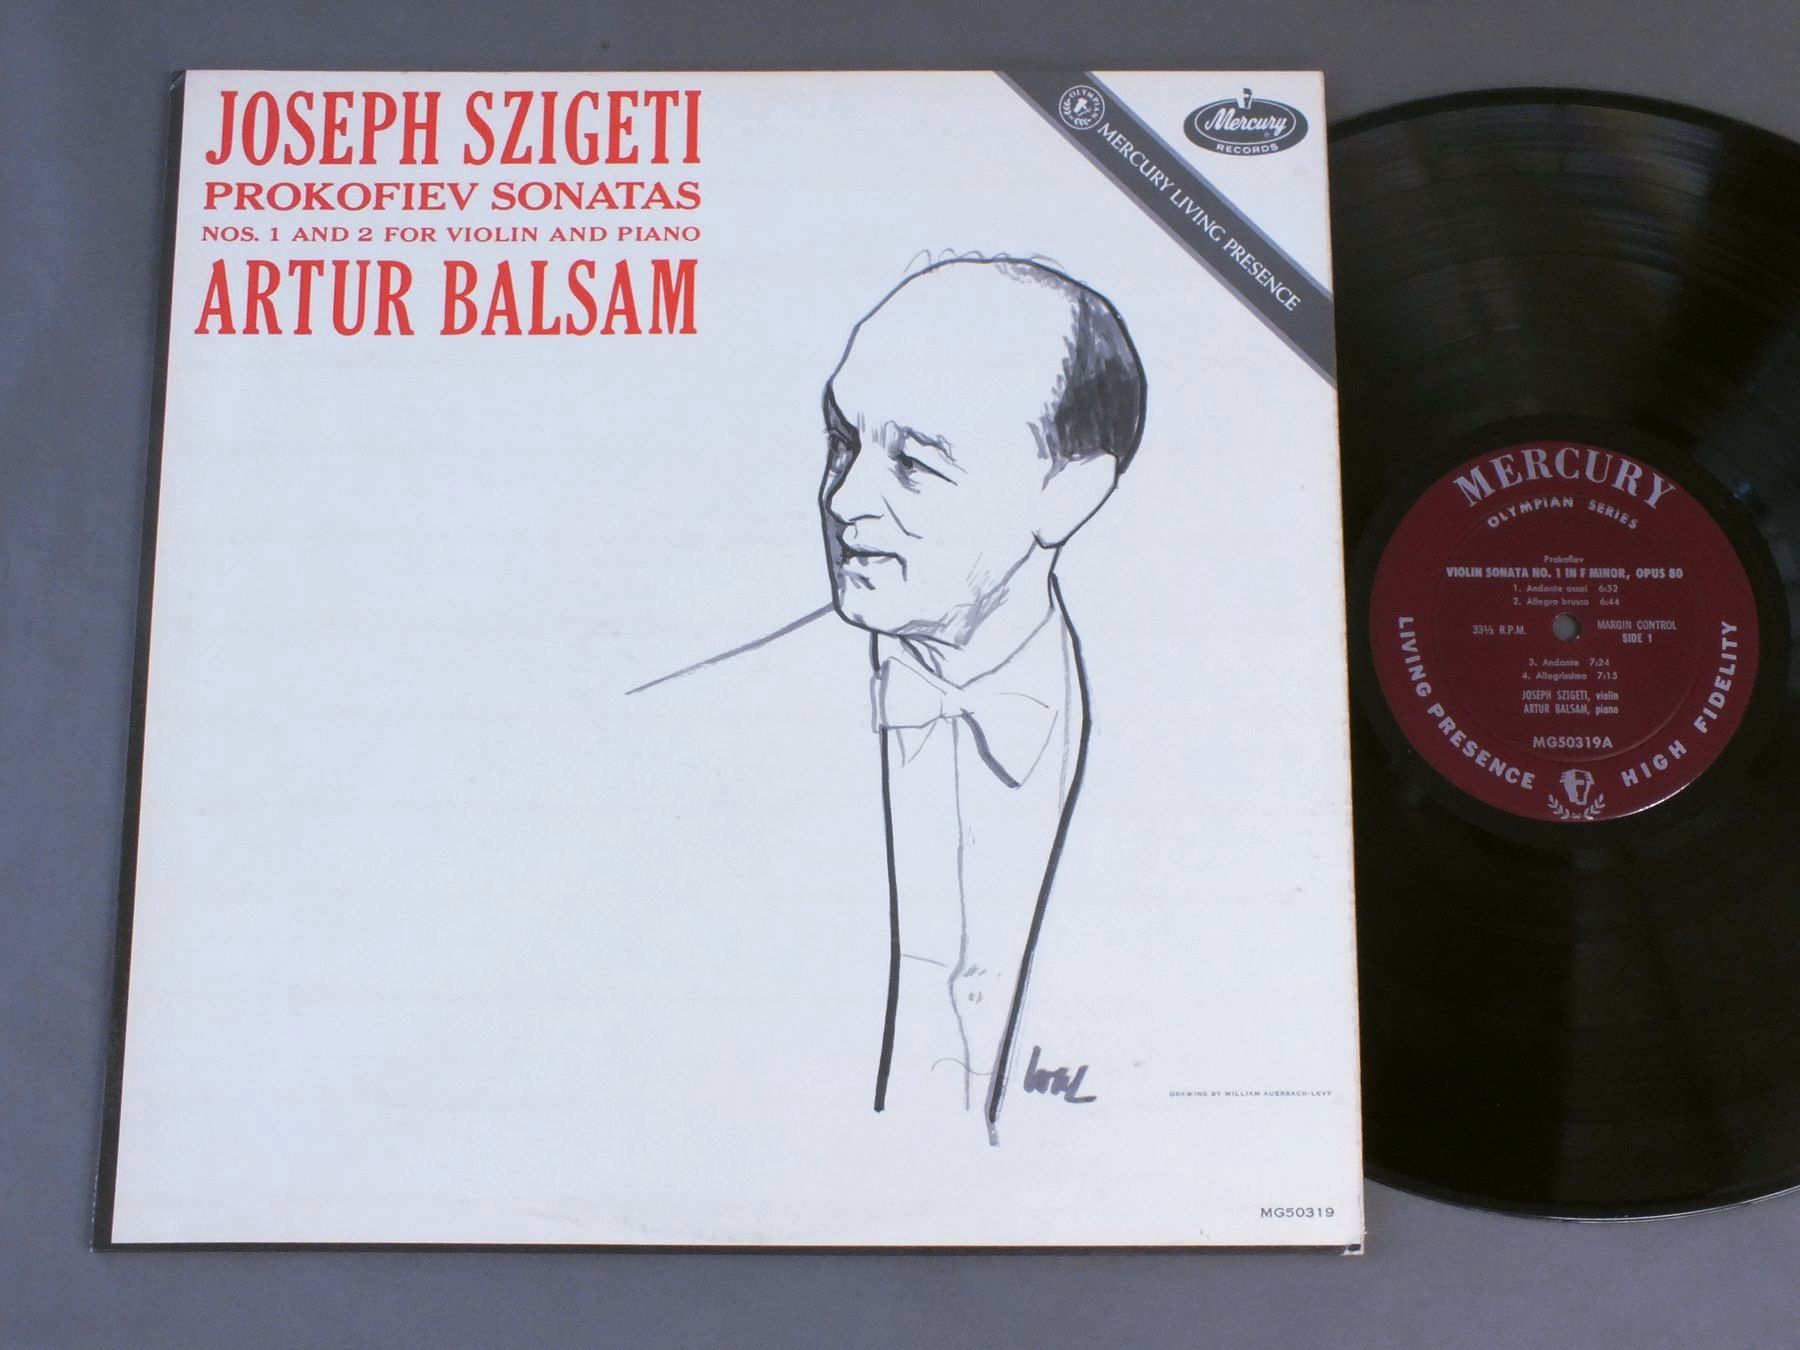 JOSEPH SZIGETI
PROKOFIEV SONATAS
NOS. 1 AND 2 FOR VIOLIN AND PIANO
ARTUR BALSAM
OLYMPIAN
MERCURY LIVING PRESENCE
Mercury
RECORDS
DRAWING BY WILLIAM AUERBACH-LEVY
MG50319
MERCURY
OLYMPIAN SERIES
Prokofiev
VIOLIN SONATA NO. 1 IN F MINOR, OPUS 80
1. Andante assai 6:52
2. Allegro brusco 6:44
33⅓ R.P.M.
MARGIN CONTROL
SIDE 1
3. Andante 7:24
4. Allegrissimo 7:15
JOSEPH SZIGETI, violin
ARTUR BALSAM, piano
MG50319A
LIVING PRESENCE
HIGH FIDELITY